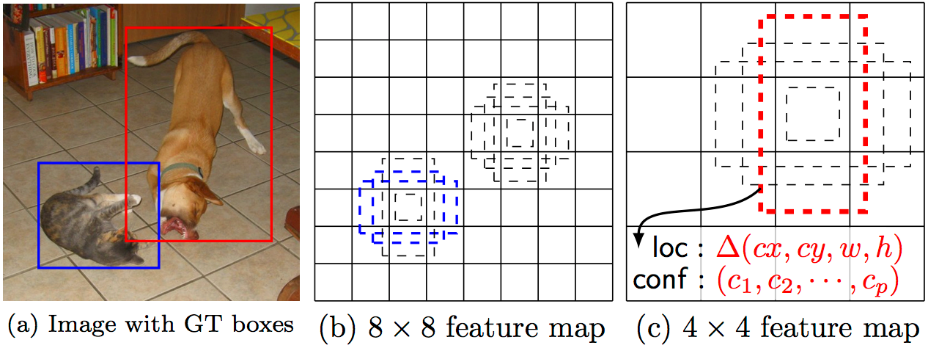 loc : Δ(cx, cy, w, h)
conf : (c₁, c₂, ⋯, cₚ)
(a) Image with GT boxes
(b) 8 × 8 feature map
(c) 4 × 4 feature map